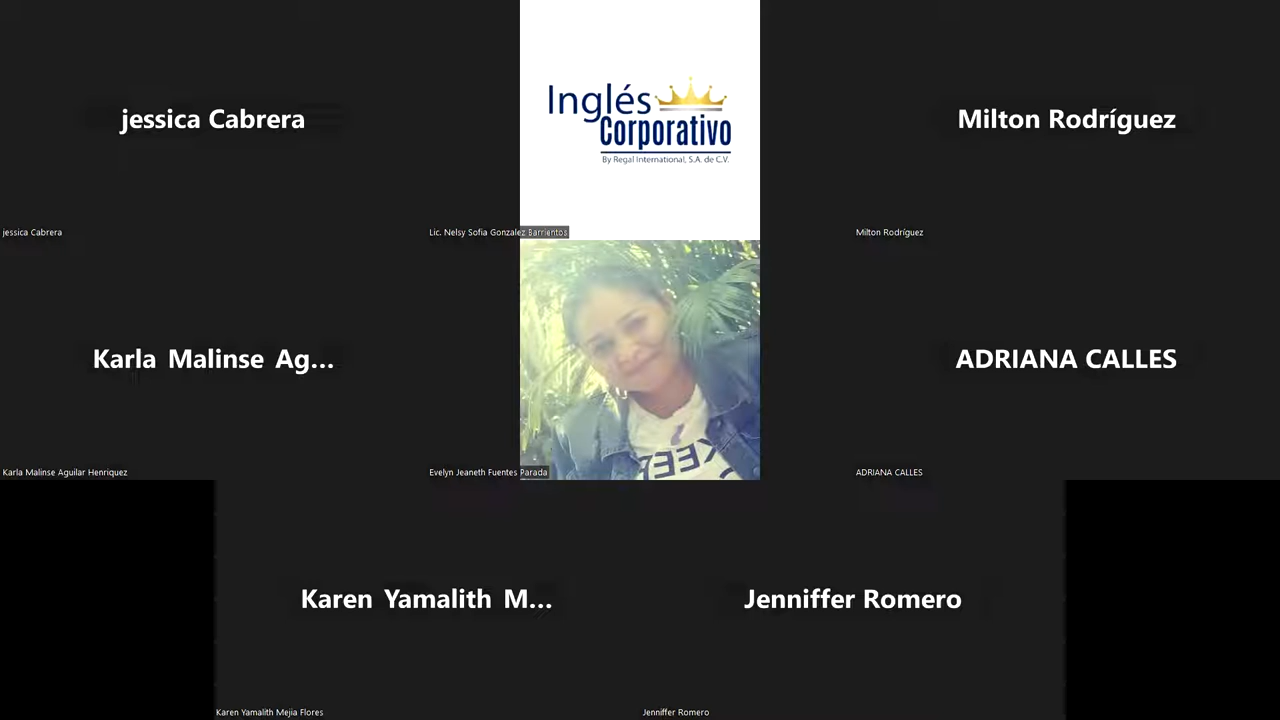 jessica Cabrera
Inglés
Corporativo
By Regal International, S.A. de C.V.
Milton Rodríguez
jessica Cabrera
Lic. Nelsy Sofia Gonzalez Barrientos
Milton Rodríguez
Karla Malinse Ag...
ADRIANA CALLES
Karla Malinse Aguilar Henriquez
Evelyn Jeaneth Fuentes Parada
ADRIANA CALLES
Karen Yamalith M...
Jenniffer Romero
Karen Yamalith Mejia Flores
Jenniffer Romero